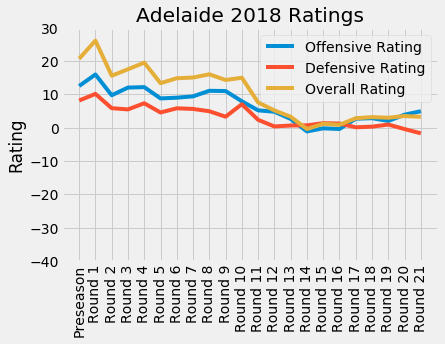 Adelaide 2018 Ratings
Offensive Rating
Defensive Rating
Overall Rating
Rating
30
20
10
0
−10
−20
−30
−40
Preseason
Round 1
Round 2
Round 3
Round 4
Round 5
Round 6
Round 7
Round 8
Round 9
Round 10
Round 11
Round 12
Round 13
Round 14
Round 15
Round 16
Round 17
Round 18
Round 19
Round 20
Round 21